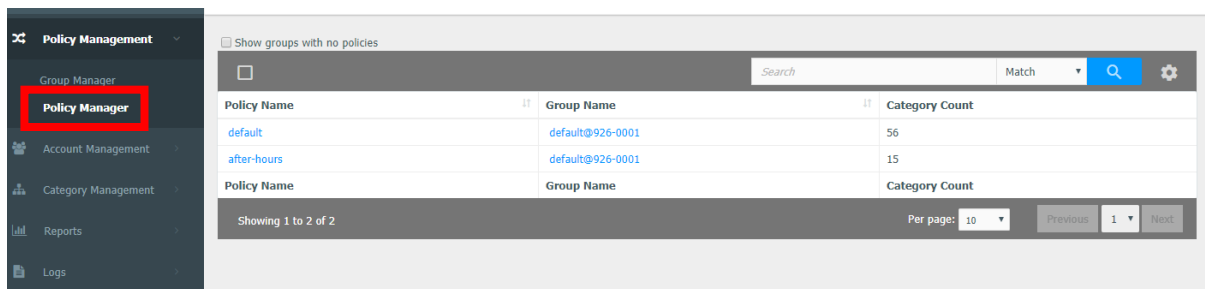 Policy Management
Group Manager
Policy Manager
Account Management
Category Management
Reports
Logs
Show groups with no policies
Search Match
Policy Name Group Name Category Count
default default@926-0001 56
after-hours default@926-0001 15
Policy Name Group Name Category Count
Showing 1 to 2 of 2 Per page: 10 Previous 1 Next